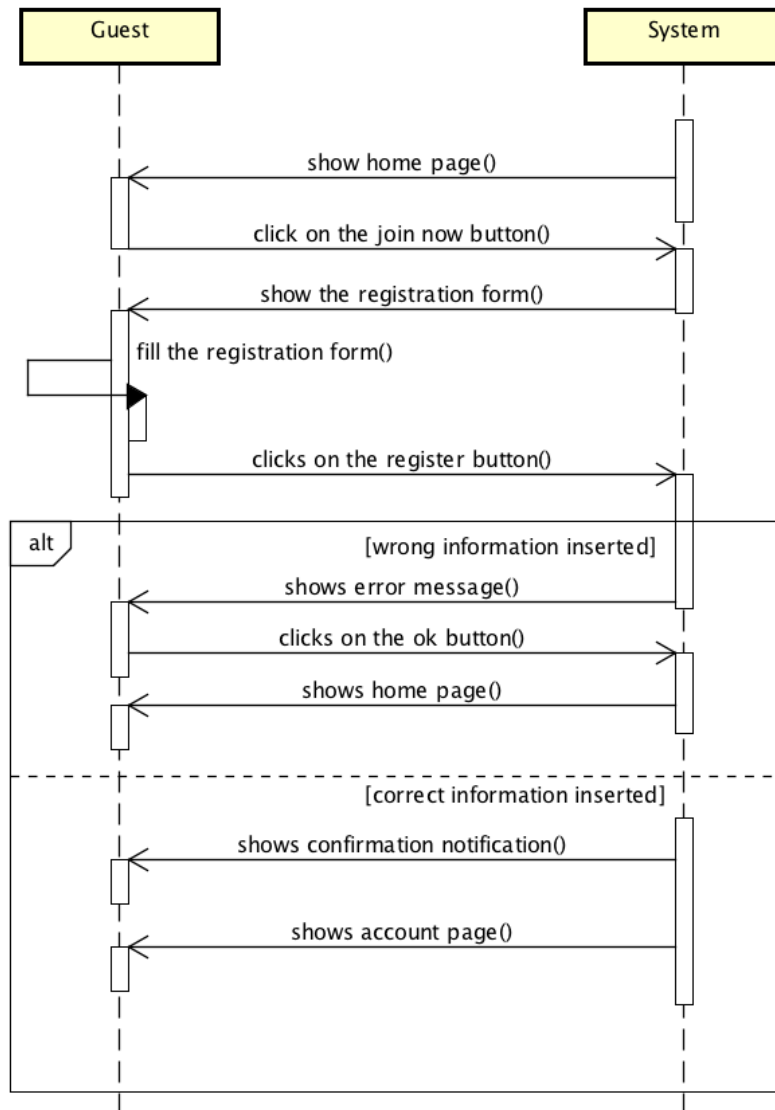 Guest
System
show home page()
click on the join now button()
show the registration form()
fill the registration form()
clicks on the register button()
alt
[wrong information inserted]
shows error message()
clicks on the ok button()
shows home page()
[correct information inserted]
shows confirmation notification()
shows account page()